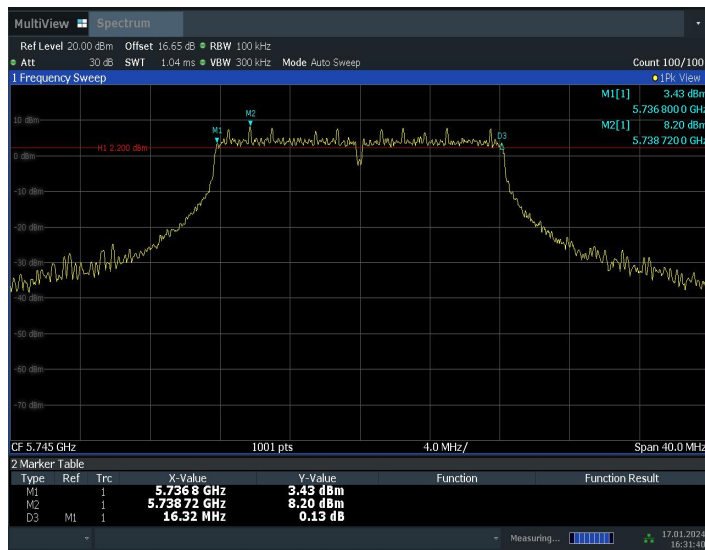 MultiView Spectrum
Ref Level 20.00 dBm Offset 16.65 dB RBW 100 kHz
Att 30 dB SWT 1.04 ms VBW 300 kHz Mode Auto Sweep Count 100/100
1 Frequency Sweep 1Pk View
M1[1] 3.43 dBm
5.736 800 0 GHz
M2[1] 8.20 dBm
5.738 720 0 GHz
M2
10 dBm
M1
D3
H1 2.200 dBm
0 dBm
-10 dBm
-20 dBm
-30 dBm
-40 dBm
-50 dBm
-60 dBm
-70 dBm
CF 5.745 GHz 1001 pts 4.0 MHz/ Span 40.0 MHz
2 Marker Table
Type Ref Trc X-Value Y-Value Function Function Result
M1 1 5.736 8 GHz 3.43 dBm
M2 1 5.738 72 GHz 8.20 dBm
D3 M1 1 16.32 MHz 0.13 dB
Measuring... 17.01.2024
16:31:40